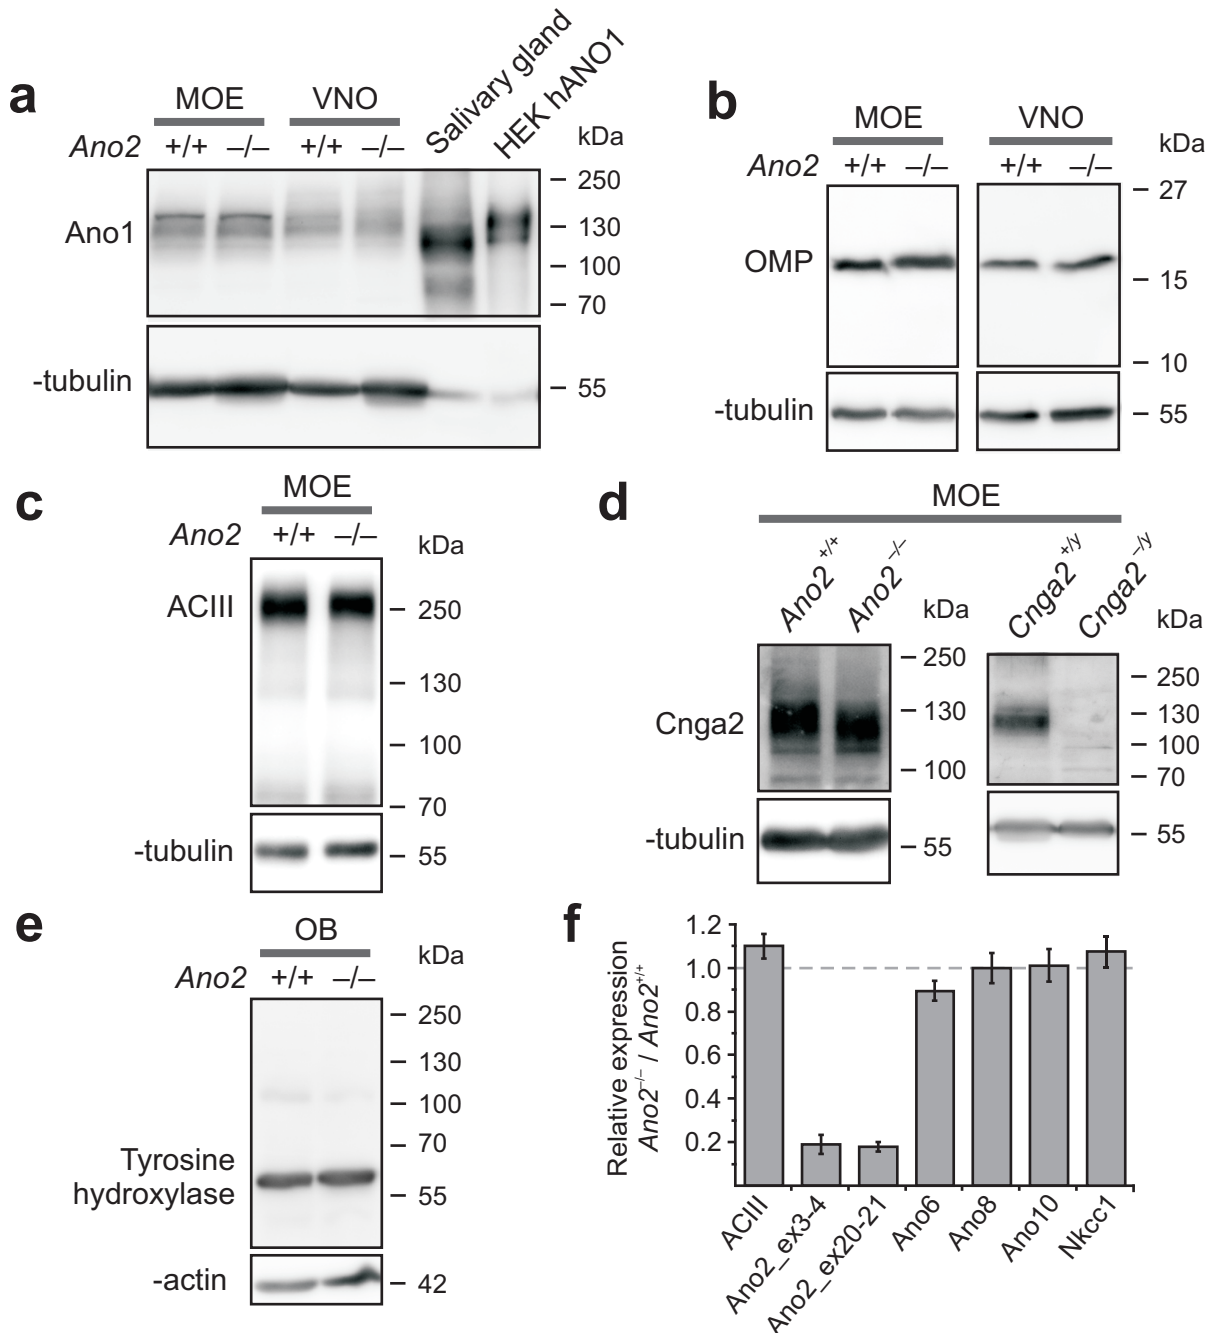 a
MOE VNO Salivary gland HEK hANO1
Ano2 +/+ –/– +/+ –/– kDa
250
Ano1 130
100
70
-tubulin 55
b
MOE VNO
Ano2 +/+ –/– +/+ –/– kDa
27
OMP
15
10
-tubulin 55
c
MOE
Ano2 +/+ –/– kDa
ACIII 250
130
100
70
-tubulin 55
d
MOE
Ano2+/+ Ano2–/– kDa Cnga2+/y Cnga2–/y kDa
250 250
Cnga2 130 130
100 100
70
-tubulin 55 55
e
OB
Ano2 +/+ –/– kDa
250
130
100
70
Tyrosine
hydroxylase 55
-actin 42
f
Relative expression
Ano2–/– / Ano2+/+
1.2
1.0
0.8
0.6
0.4
0.2
ACIII Ano2_ex3-4 Ano2_ex20-21 Ano6 Ano8 Ano10 Nkcc1